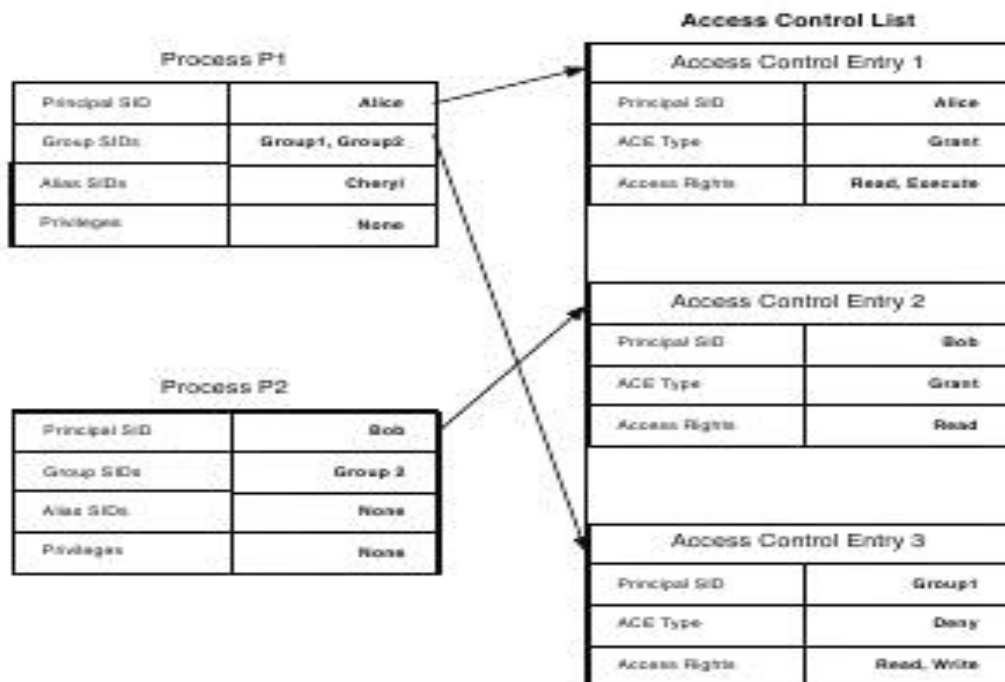 Access Control List
Process P1
Principal SID Alice
Group SIDs Group1, Group2
Alias SIDs Cheryl
Privileges None
Process P2
Principal SID Bob
Group SIDs Group 2
Alias SIDs None
Privileges None
Access Control Entry 1
Principal SID Alice
ACE Type Grant
Access Rights Read, Execute
Access Control Entry 2
Principal SID Bob
ACE Type Grant
Access Rights Read
Access Control Entry 3
Principal SID Group1
ACE Type Deny
Access Rights Read, Write